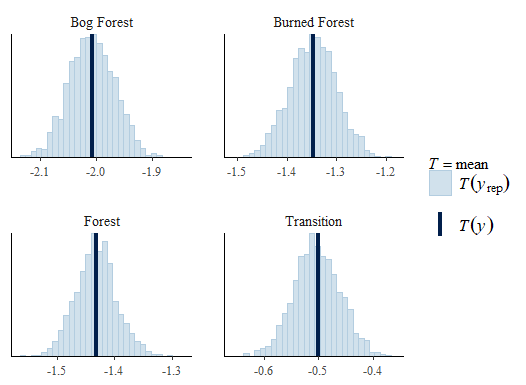 Bog Forest
Burned Forest
-2.1 -2.0 -1.9
-1.5 -1.4 -1.3 -1.2
T = mean
T(yrep)
T(y)
Forest
Transition
-1.5 -1.4 -1.3
-0.6 -0.5 -0.4